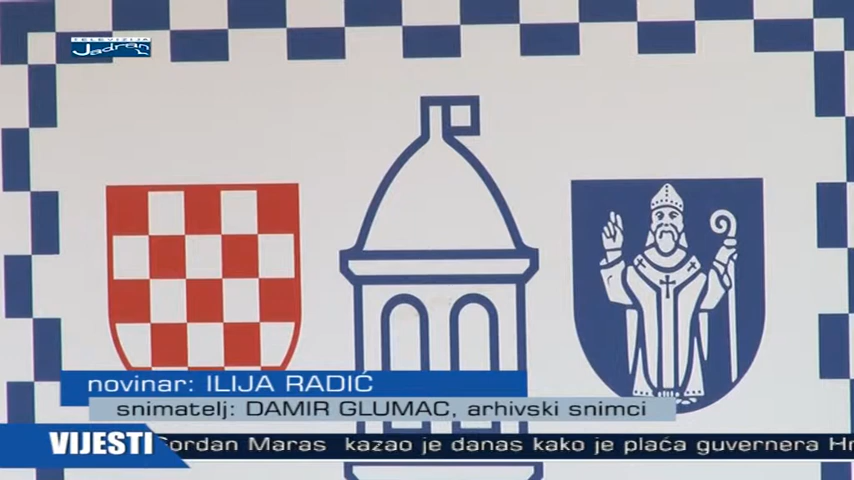 TELEVIZIJA
Jadran
novinar: ILIJA RADIĆ
snimatelj: DAMIR GLUMAC, arhivski snimci
VIJESTI
Gordan Maras kazao je danas kako je plaća guvernera